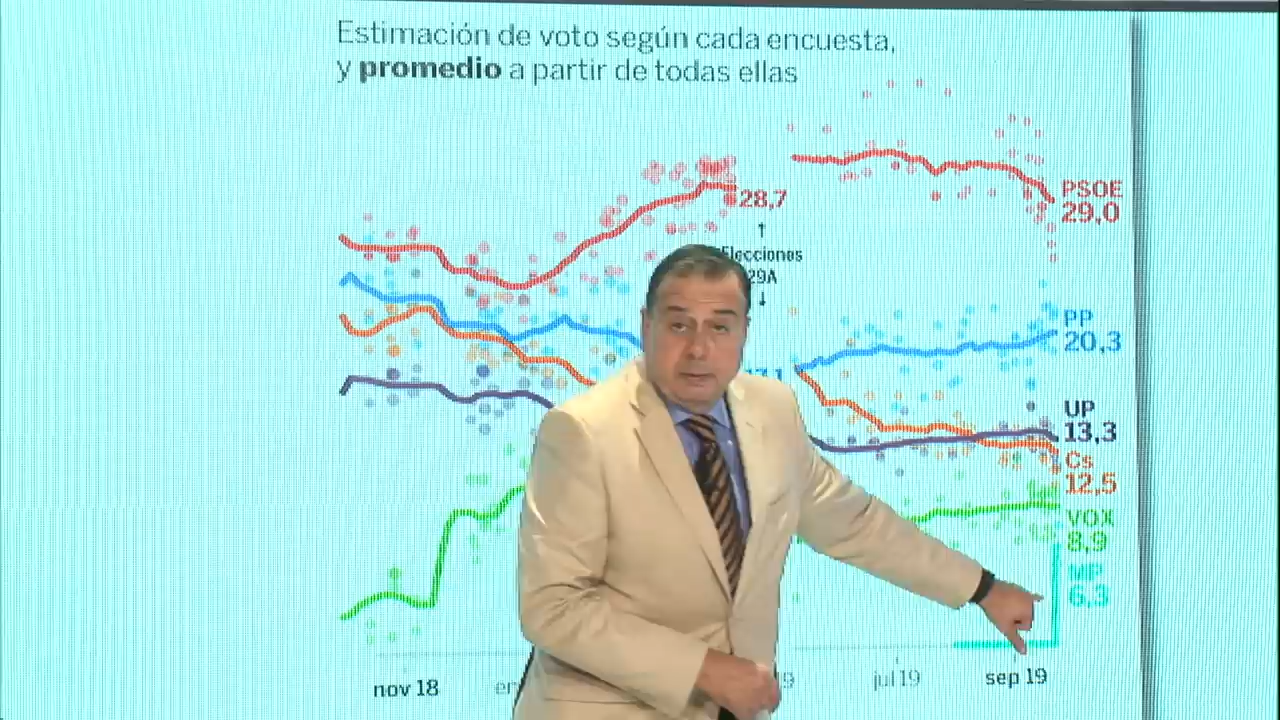 Estimación de voto según cada encuesta,
y promedio a partir de todas ellas
28,7
↑
Elecciones
29A
↓
PSOE
29,0
PP
20,3
UP
13,3
Cs
12,5
VOX
8,9
MP
6,3
nov 18
jul 19
sep 19